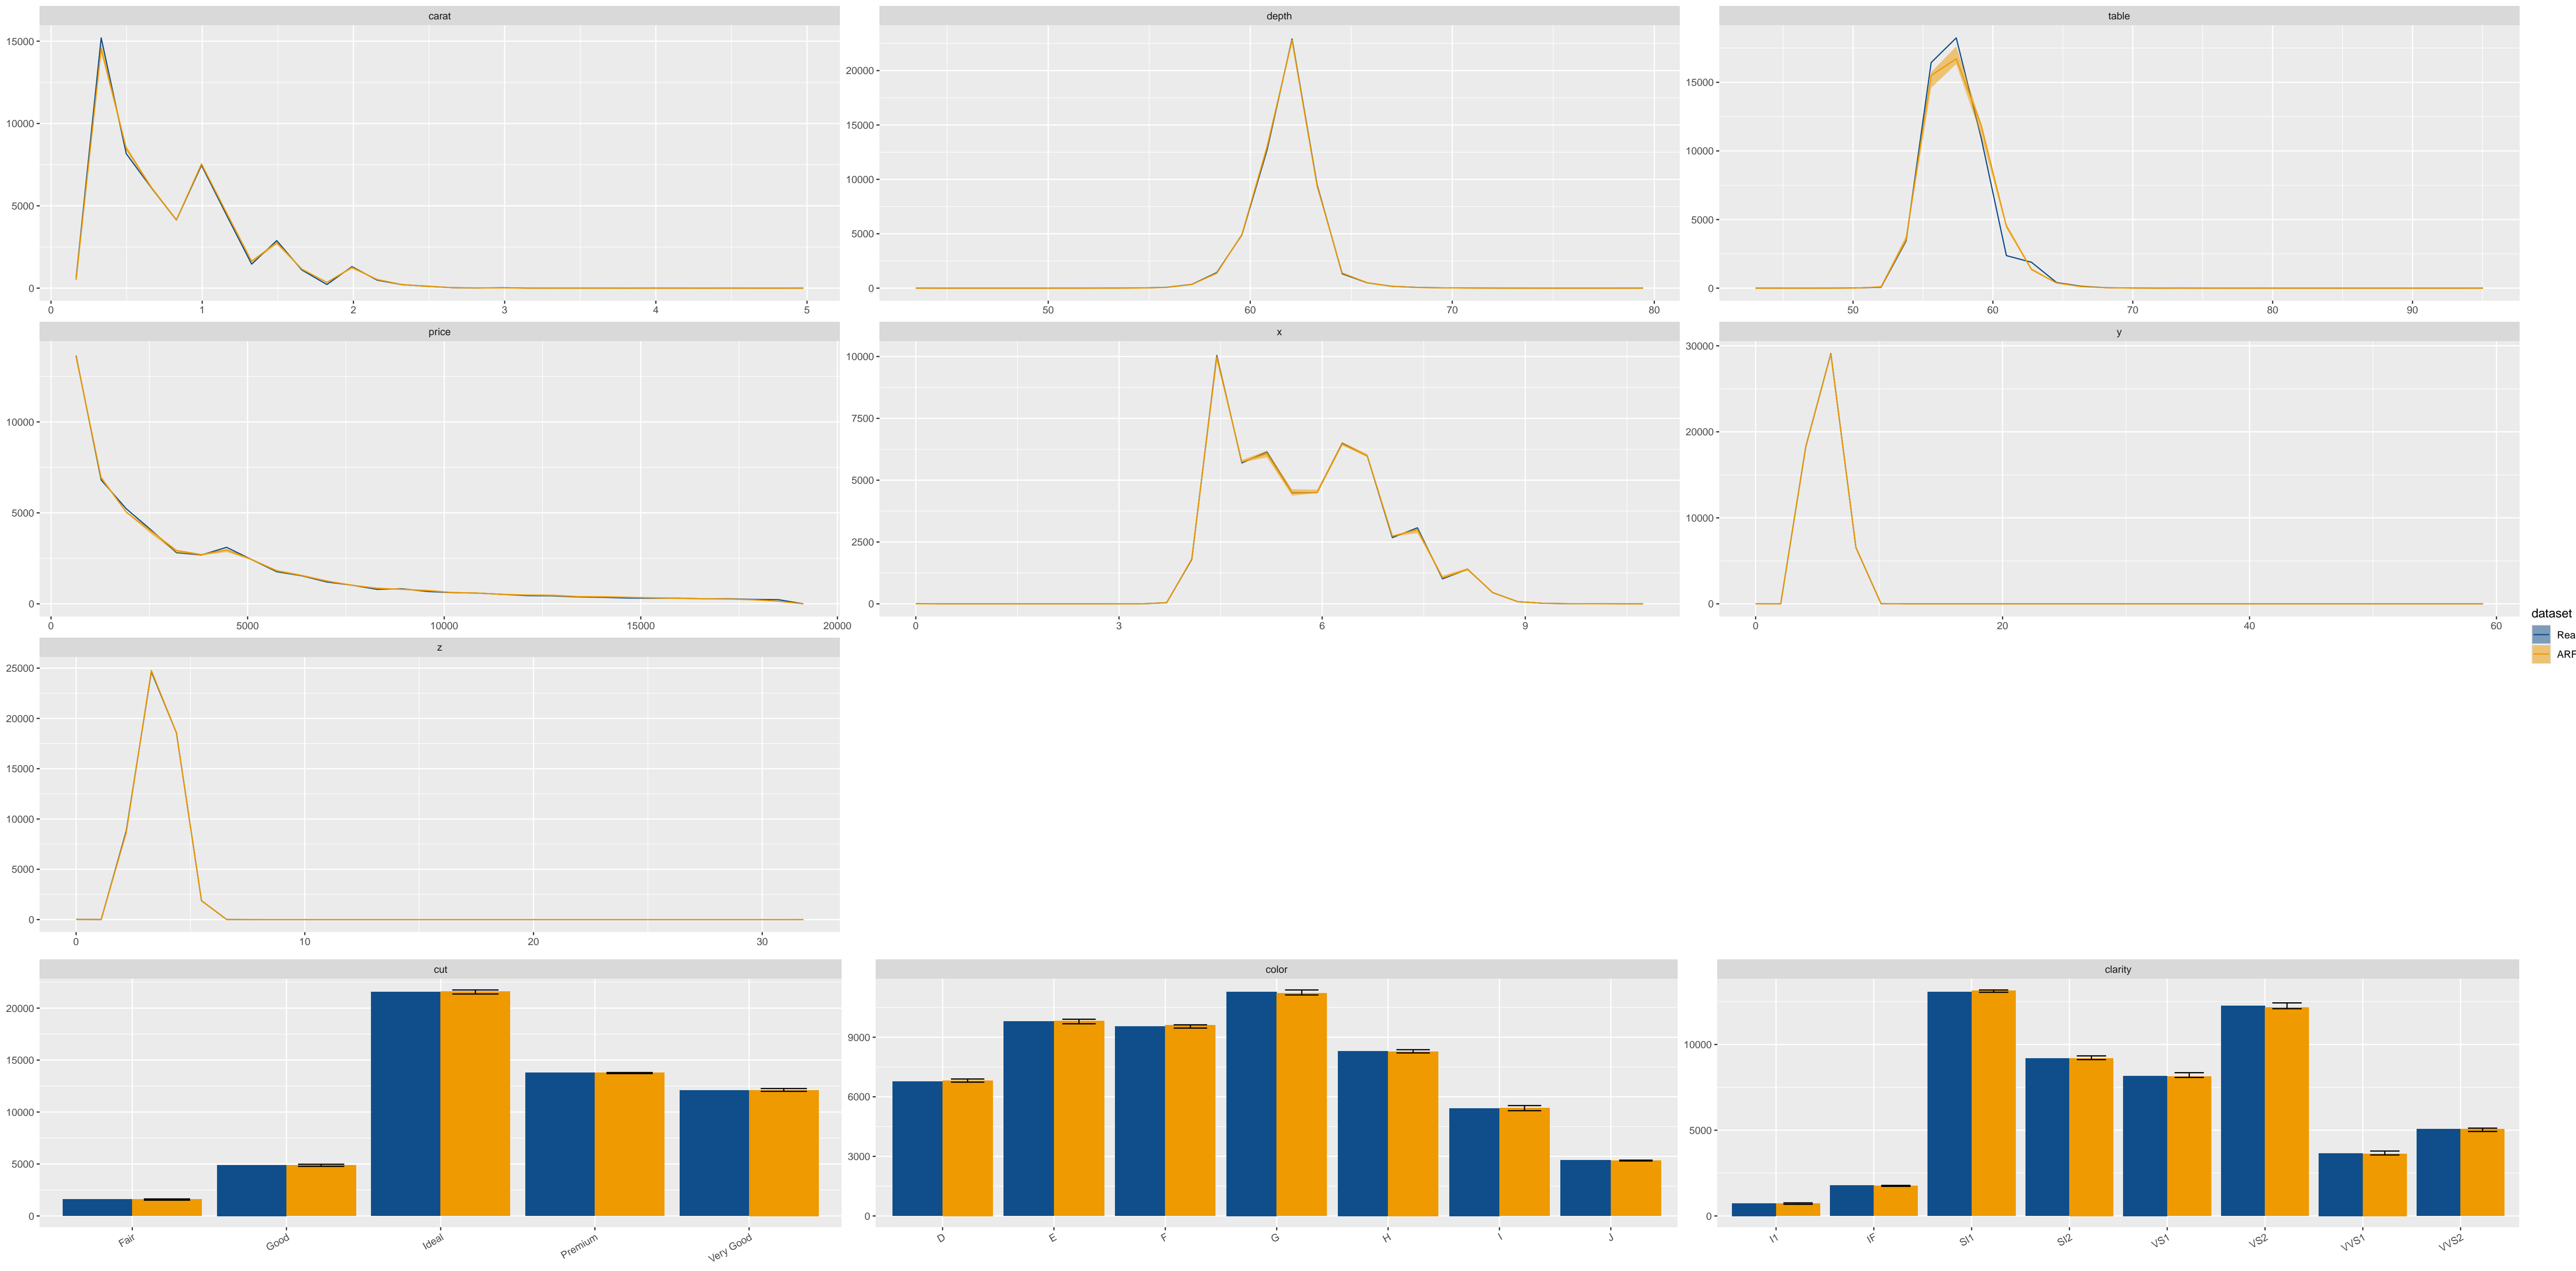 carat
depth
table
15000
10000
5000
0
0 1 2 3 4 5
20000
15000
10000
5000
0
50 60 70 80
15000
10000
5000
0
50 60 70 80 90
price
x
y
10000
5000
0
0 5000 10000 15000 20000
10000
7500
5000
2500
0
0 3 6 9
30000
20000
10000
0
0 20 40 60
dataset
Rea
ARF
z
25000
20000
15000
10000
5000
0
0 10 20 30
cut
color
clarity
20000
15000
10000
5000
0
Fair Good Ideal Premium Very Good
9000
6000
3000
0
D E F G H I J
10000
5000
0
I1 IF SI1 SI2 VS1 VS2 VVS1 VVS2